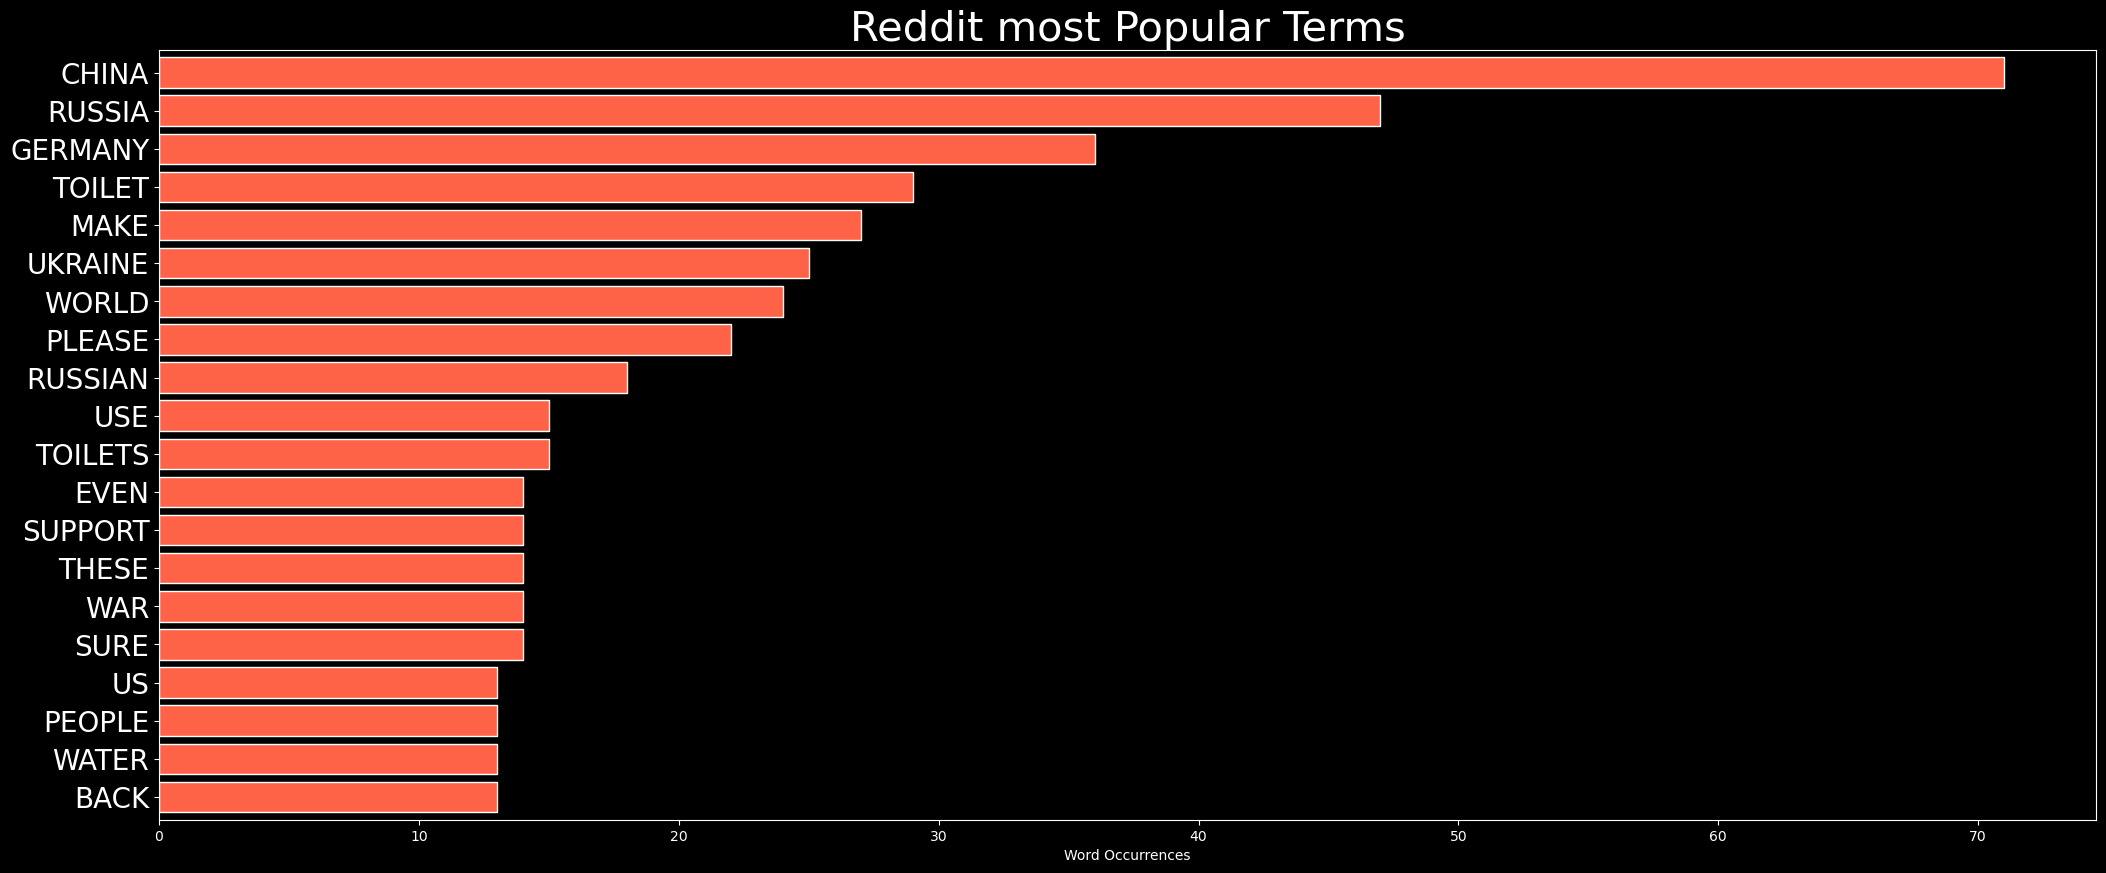 Reddit most Popular Terms
CHINA
RUSSIA
GERMANY
TOILET
MAKE
UKRAINE
WORLD
PLEASE
RUSSIAN
USE
TOILETS
EVEN
SUPPORT
THESE
WAR
SURE
US
PEOPLE
WATER
BACK
0 10 20 30 40 50 60 70
Word Occurrences